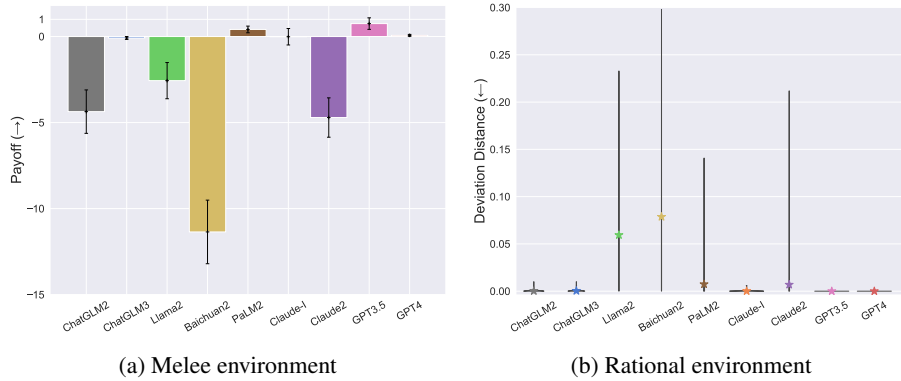 1
0
−5
−10
−15
Payoff (→)
ChatGLM2
ChatGLM3
Llama2
Baichuan2
PaLM2
Claude-I
Claude2
GPT3.5
GPT4
(a) Melee environment
0.30
0.25
0.20
0.15
0.10
0.05
0.00
Deviation Distance (←)
ChatGLM2
ChatGLM3
Llama2
Baichuan2
PaLM2
Claude-I
Claude2
GPT3.5
GPT4
(b) Rational environment